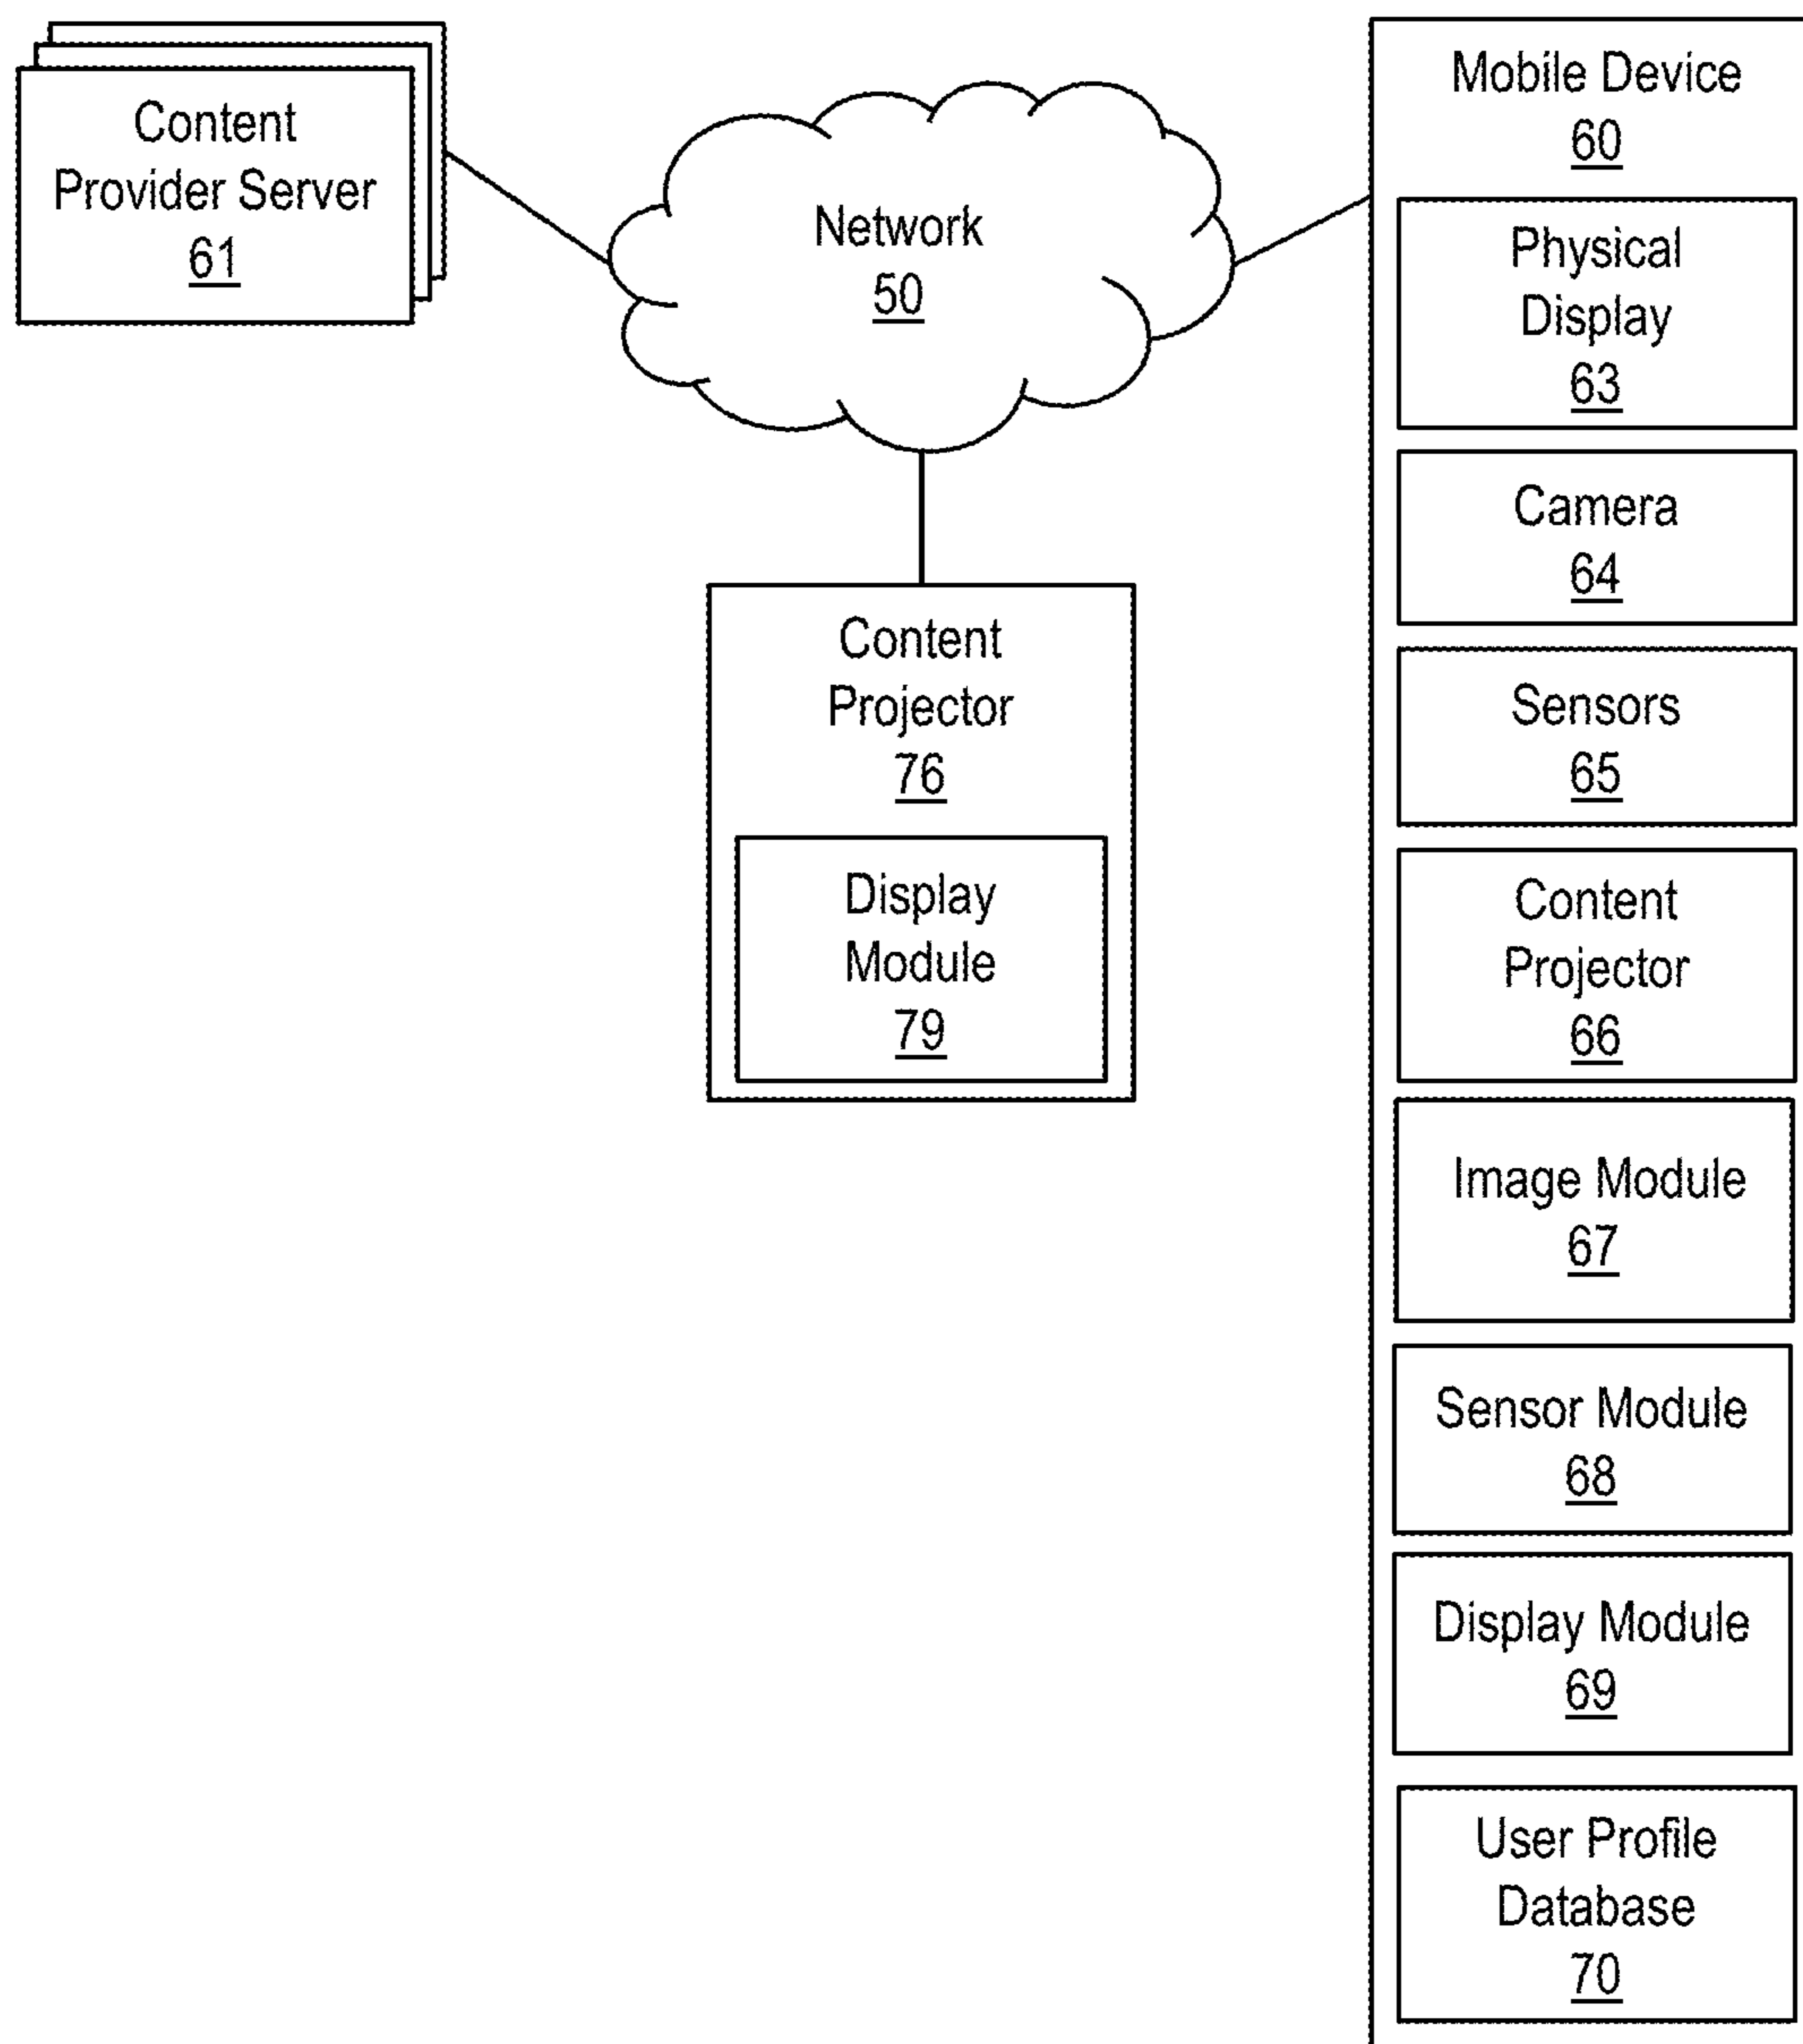 Content
Provider Server
61
Network
50
Content
Projector
76
Display
Module
79
Mobile Device
60
Physical
Display
63
Camera
64
Sensors
65
Content
Projector
66
Image Module
67
Sensor Module
68
Display Module
69
User Profile
Database
70